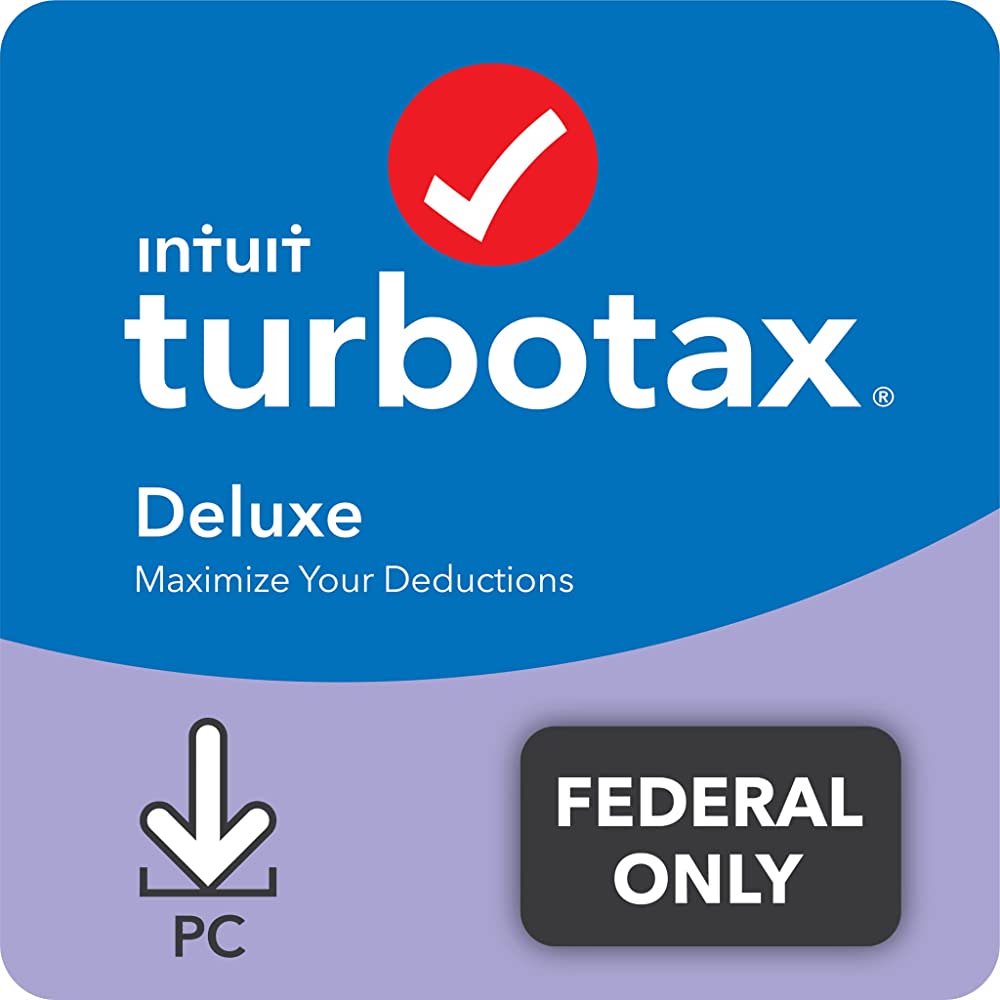 intuit
turbotax®
Deluxe
Maximize Your Deductions
PC
FEDERAL
ONLY